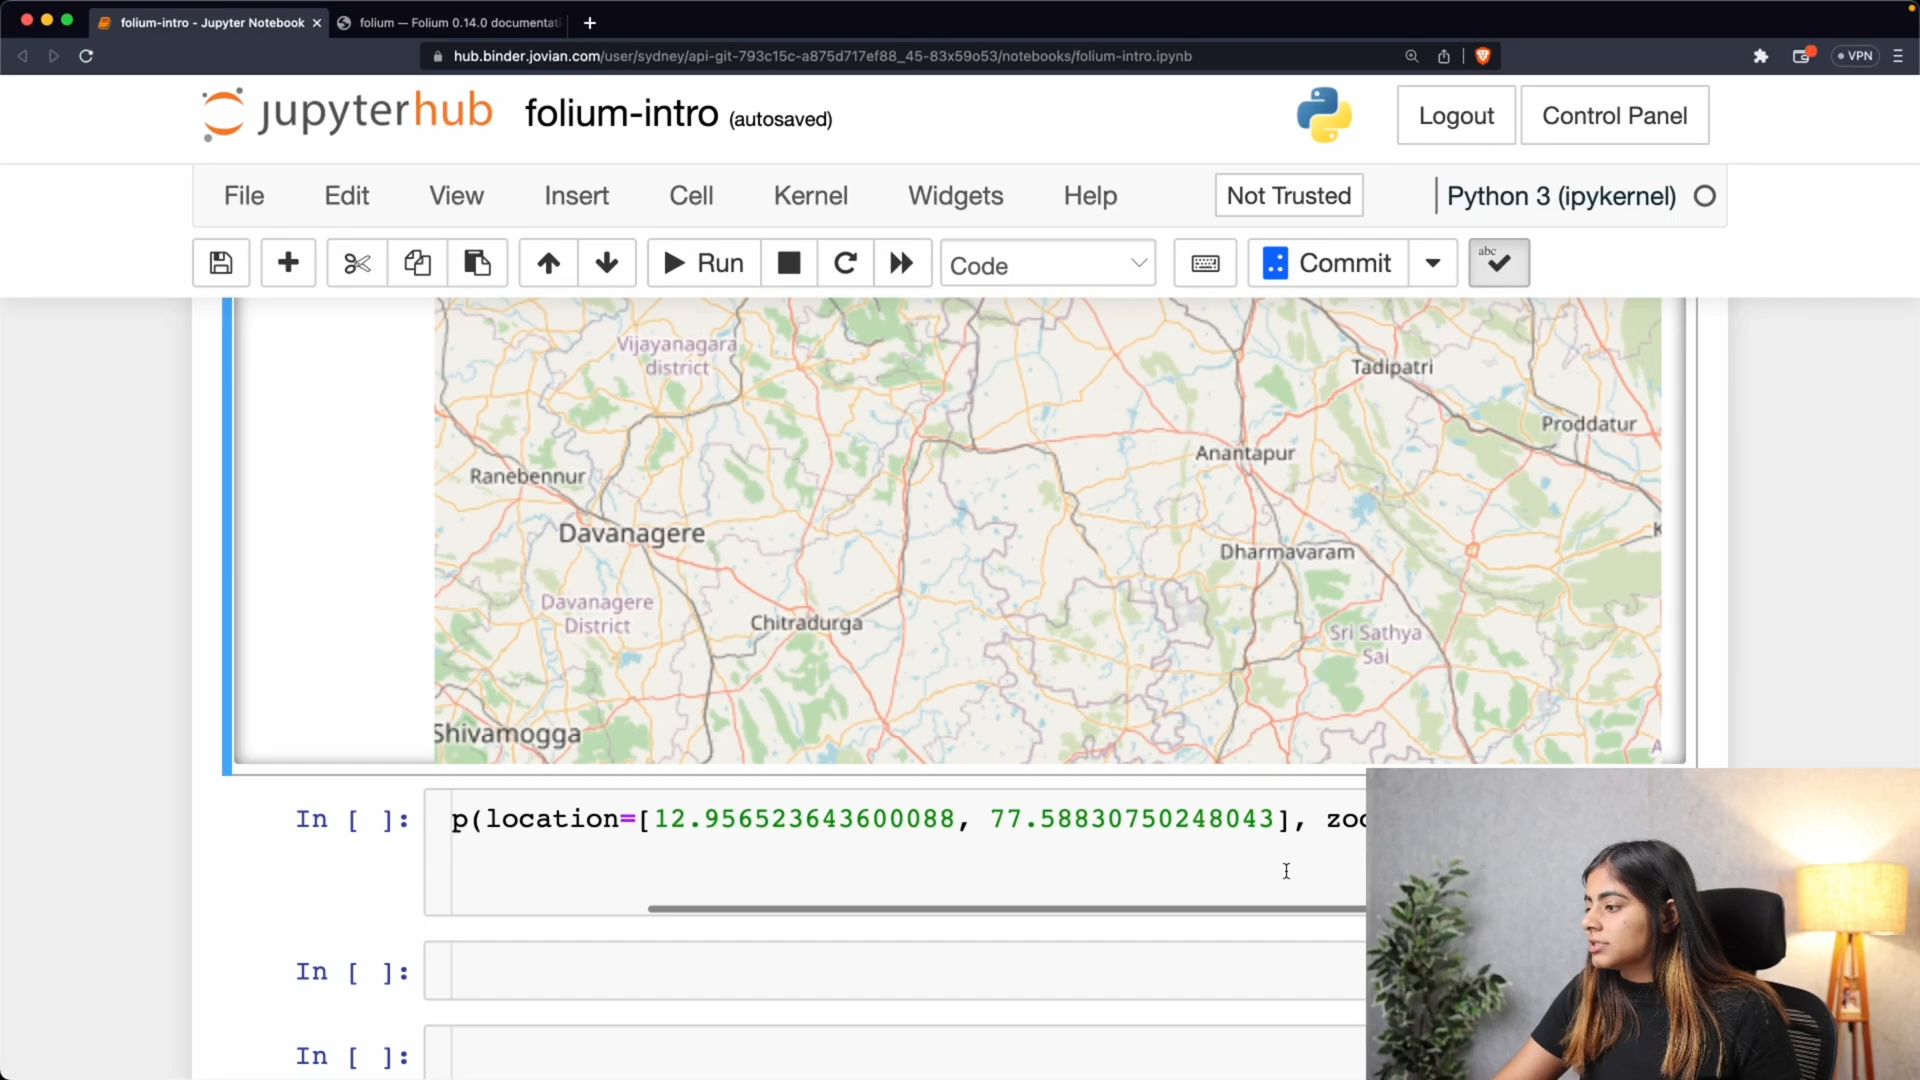 folium-intro - Jupyter Notebook
folium — Folium 0.14.0 documentati
hub.binder.jovian.com/user/sydney/api-git-793c15c-a875d717ef88_45-83x59o53/notebooks/folium-intro.ipynb
VPN
jupyterhub folium-intro (autosaved)
Logout
Control Panel
File Edit View Insert Cell Kernel Widgets Help
Not Trusted
Python 3 (ipykernel)
Run
Code
Commit
abc
Vijayanagara
district
Tadipatri
Proddatur
Anantapur
Ranebennur
K
Davanagere
Dharmavaram
Davanagere
District
Chitradurga
Sri Sathya
Sai
Shivamogga
A
In [ ]: p(location=[12.956523643600088, 77.58830750248043], zoo
In [ ]:
In [ ]: